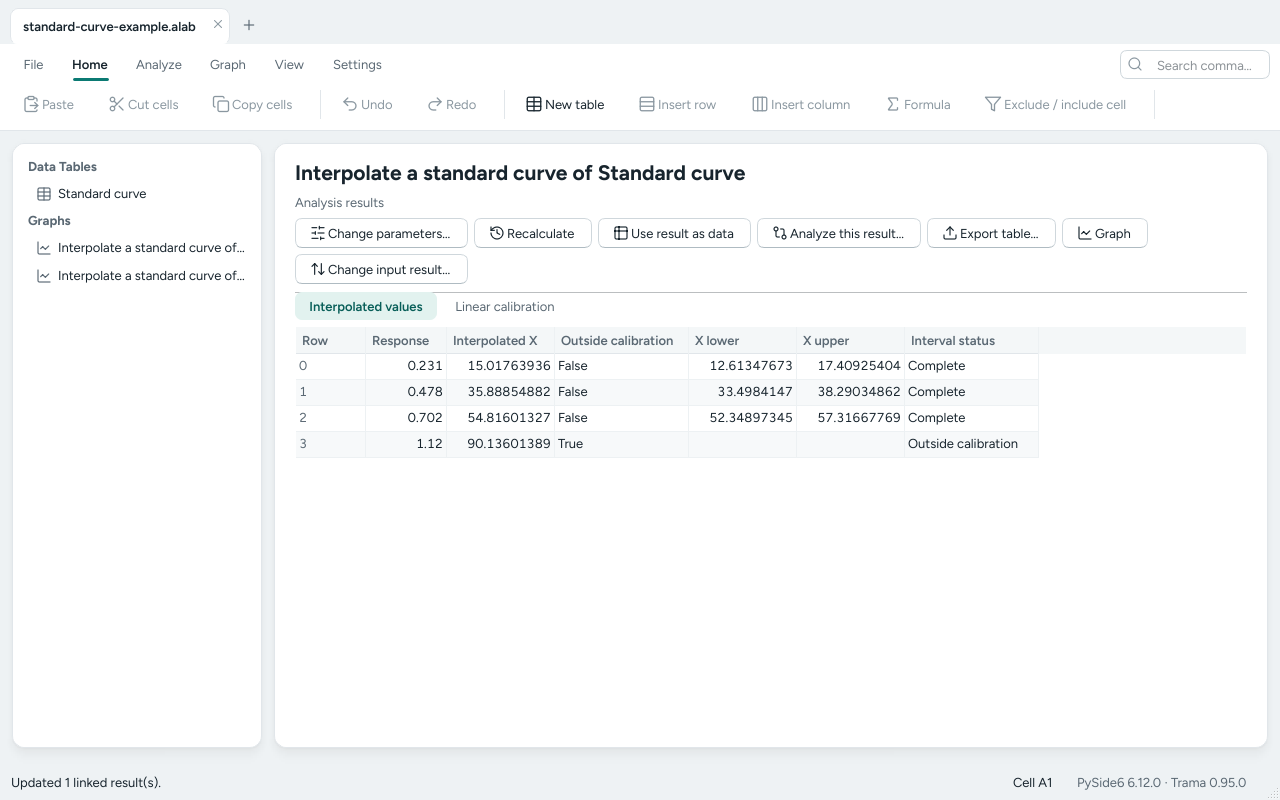 standard-curve-example.alab
File Home Analyze Graph View Settings Search comma...
Paste Cut cells Copy cells Undo Redo New table Insert row Insert column Formula Exclude / include cell
Data Tables
Standard curve
Graphs
Interpolate a standard curve of...
Interpolate a standard curve of...
Interpolate a standard curve of Standard curve
Analysis results
Change parameters... Recalculate Use result as data Analyze this result... Export table... Graph
Change input result...
Interpolated values Linear calibration
Row Response Interpolated X Outside calibration X lower X upper Interval status
0 0.231 15.01763936 False 12.61347673 17.40925404 Complete
1 0.478 35.88854882 False 33.4984147 38.29034862 Complete
2 0.702 54.81601327 False 52.34897345 57.31667769 Complete
3 1.12 90.13601389 True Outside calibration
Updated 1 linked result(s). Cell A1 PySide6 6.12.0 · Trama 0.95.0